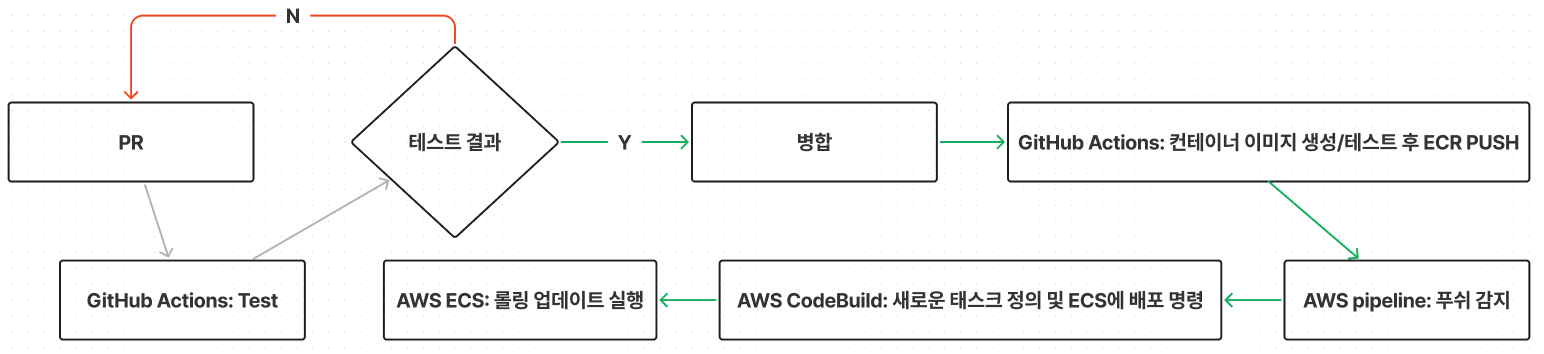 N
PR
테스트 결과
Y
병합
GitHub Actions: 컨테이너 이미지 생성/테스트 후 ECR PUSH
GitHub Actions: Test
AWS ECS: 롤링 업데이트 실행
AWS CodeBuild: 새로운 태스크 정의 및 ECS에 배포 명령
AWS pipeline: 푸쉬 감지